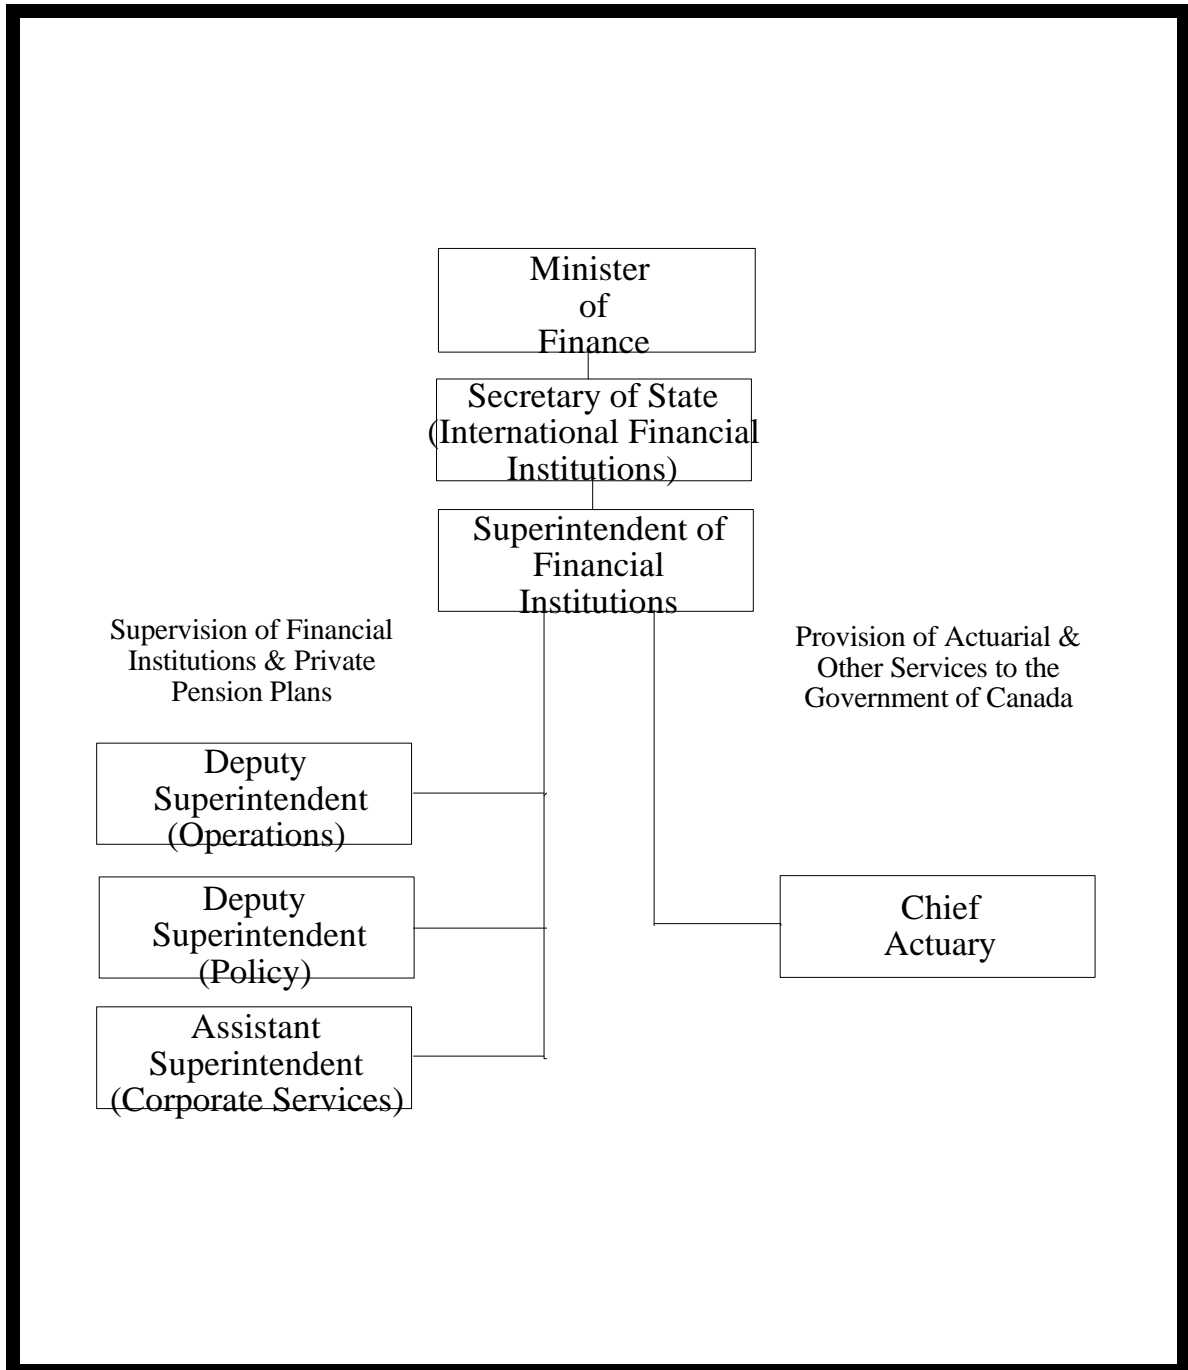 Minister
of
Finance
Secretary of State
(International Financial
Institutions)
Superintendent of
Financial
Institutions
Supervision of Financial
Institutions & Private
Pension Plans
Provision of Actuarial &
Other Services to the
Government of Canada
Deputy
Superintendent
(Operations)
Deputy
Superintendent
(Policy)
Assistant
Superintendent
(Corporate Services)
Chief
Actuary